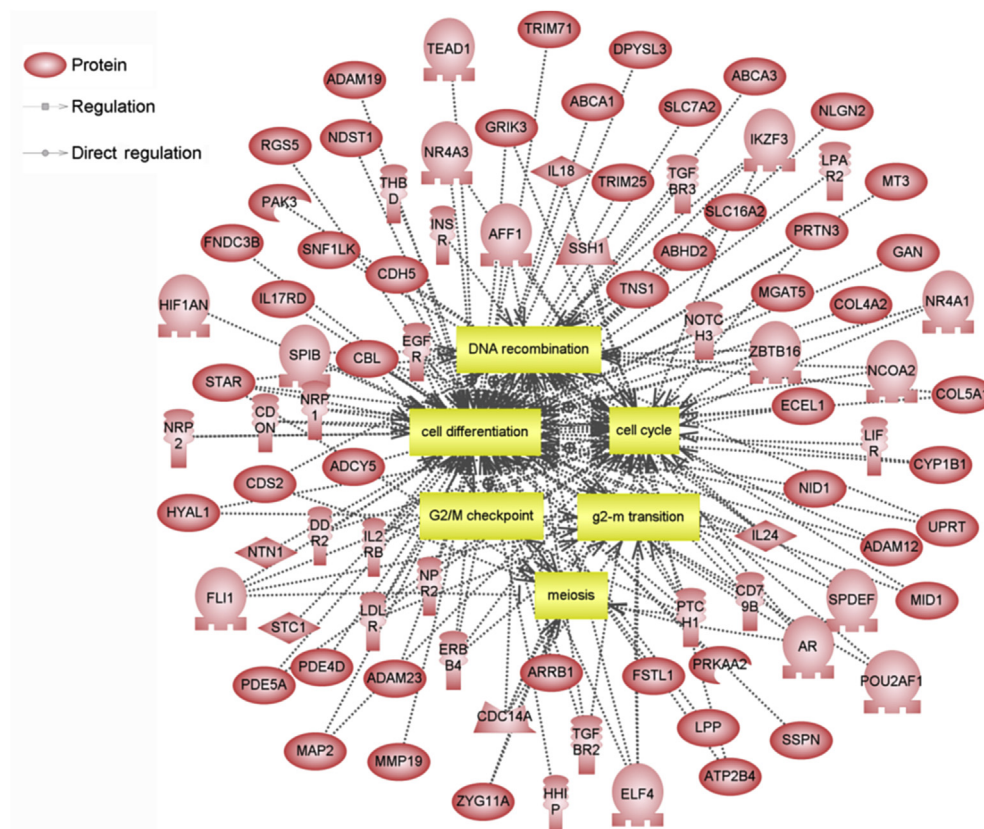 Protein
Regulation
Direct regulation
TRIM71
TEAD1
DPYSL3
ADAM19
ABCA3
ABCA1
SLC7A2
NLGN2
NDST1
GRIK3
IKZF3
RGS5
NR4A3
LPA
R2
IL18
TGF
BR3
TRIM25
MT3
THB
D
PAK3
SLC16A2
INS
R
AFF1
PRTN3
FNDC3B
SNF1LK
SSH1
ABHD2
GAN
CDH5
TNS1
MGAT5
HIF1AN
IL17RD
COL4A2
NR4A1
NOTC
H3
EGF
R
DNA recombination
SPIB
CBL
ZBTB16
NCOA2
STAR
NRP
1
ECEL1
COL5A1
CD
ON
NRP
2
cell differentiation
cell cycle
LIF
R
ADCY5
CYP1B1
CDS2
NID1
HYAL1
G2/M checkpoint
g2-m transition
UPRT
DD
R2
IL2
RB
IL24
ADAM12
NTN1
NP
R2
meiosis
FLI1
CD7
9B
SPDEF
MID1
LDL
R
PTC
H1
STC1
ERB
B4
AR
PDE4D
ARRB1
FSTL1
PRKAA2
PDE5A
ADAM23
POU2AF1
CDC14A
LPP
MAP2
TGF
BR2
SSPN
MMP19
ATP2B4
ZYG11A
HHI
P
ELF4